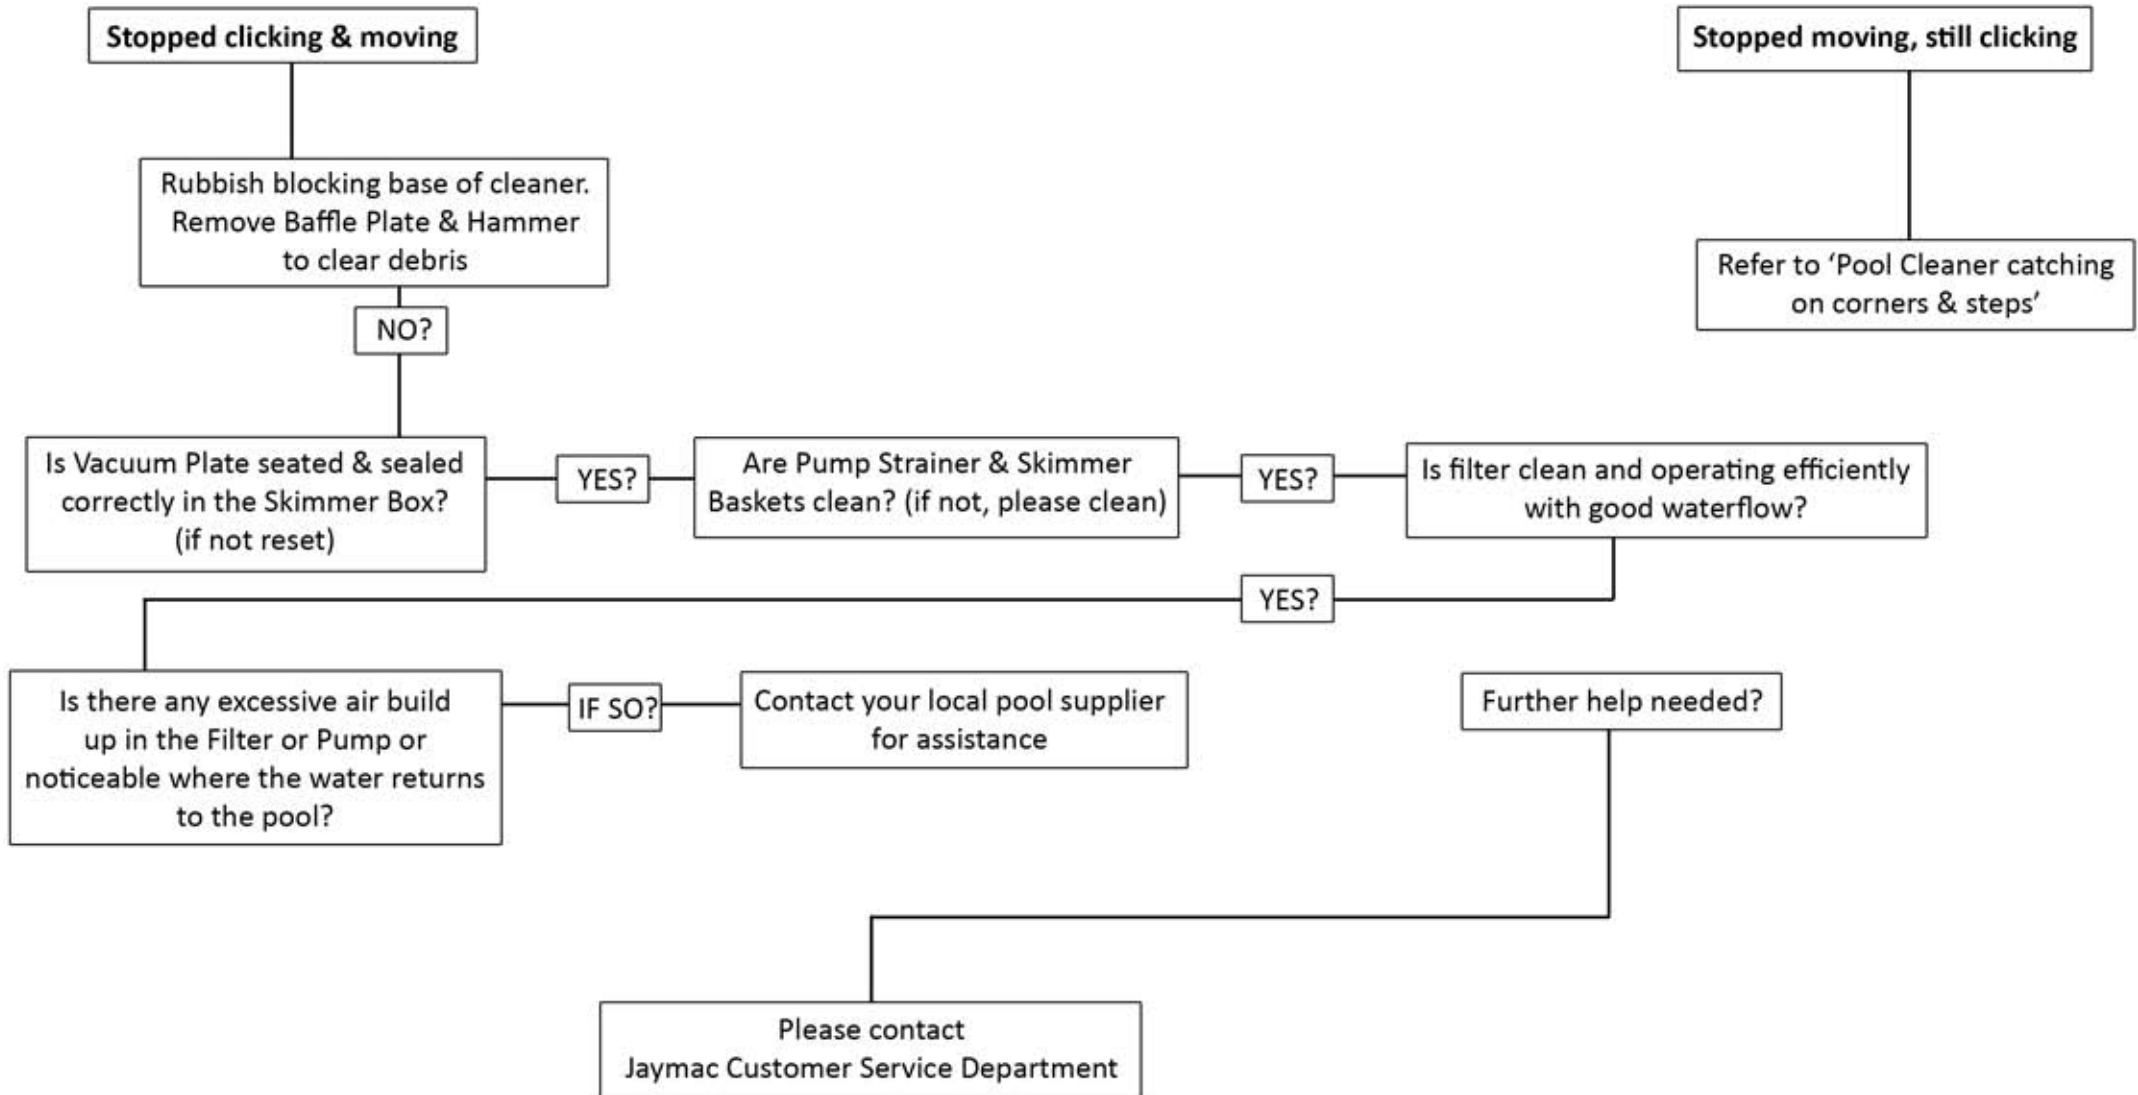 Stopped clicking & moving
Stopped moving, still clicking
Rubbish blocking base of cleaner.
Remove Baffle Plate & Hammer
to clear debris
Refer to ‘Pool Cleaner catching
on corners & steps’
NO?
Is Vacuum Plate seated & sealed
correctly in the Skimmer Box?
(if not reset)
YES?
Are Pump Strainer & Skimmer
Baskets clean? (if not, please clean)
YES?
Is filter clean and operating efficiently
with good waterflow?
YES?
Is there any excessive air build
up in the Filter or Pump or
noticeable where the water returns
to the pool?
IF SO?
Contact your local pool supplier
for assistance
Further help needed?
Please contact
Jaymac Customer Service Department